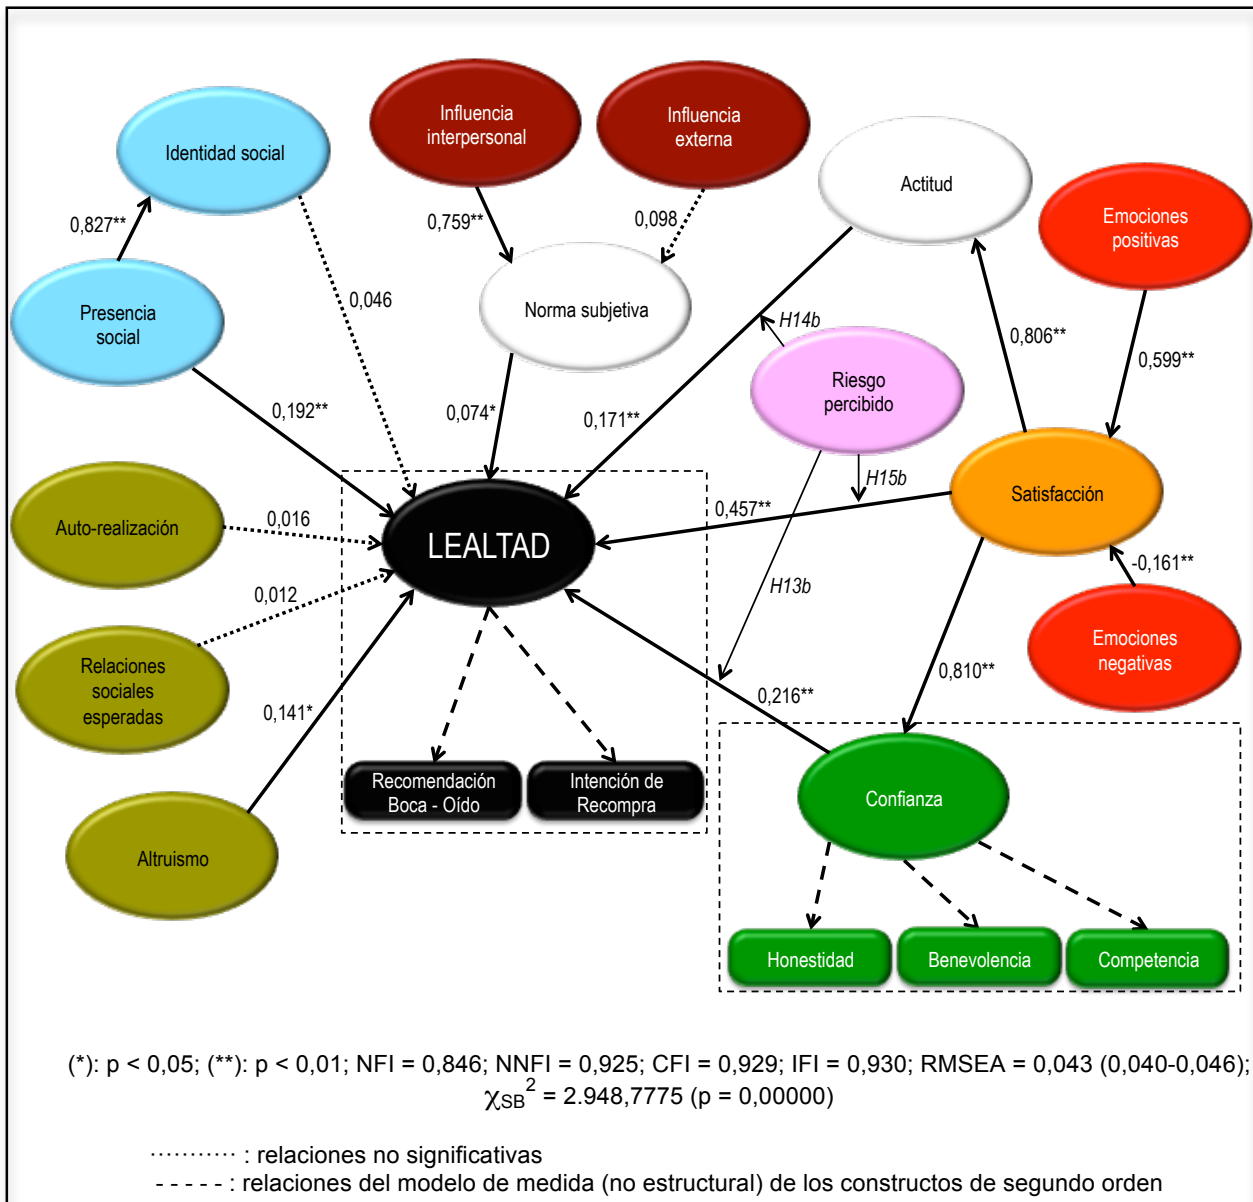 Influencia
interpersonal
Influencia
externa
Identidad social
Actitud
Emociones
positivas
0,827**
0,759**
0,098
Presencia
social
0,046
Norma subjetiva
H14b
0,806**
0,599**
Riesgo
percibido
0,192**
0,074*
0,171**
H15b
Satisfacción
Auto-realización
0,016
LEALTAD
0,457**
-0,161**
0,012
H13b
Relaciones
sociales
esperadas
Emociones
negativas
0,810**
0,141*
0,216**
Recomendación
Boca - Oído
Intención de
Recompra
Confianza
Altruismo
Honestidad
Benevolencia
Competencia
(*): p < 0,05; (**): p < 0,01; NFI = 0,846; NNFI = 0,925; CFI = 0,929; IFI = 0,930; RMSEA = 0,043 (0,040-0,046);
χSB2 = 2.948,7775 (p = 0,00000)
··········· : relaciones no significativas
- - - - - : relaciones del modelo de medida (no estructural) de los constructos de segundo orden